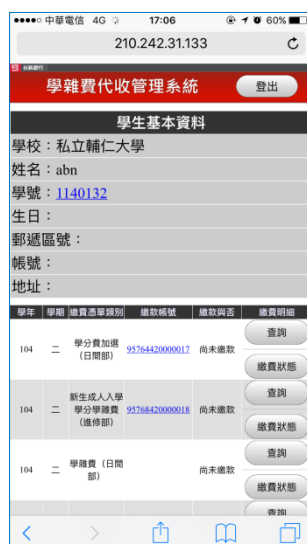 中華電信 4G 17:06 60%
210.242.31.133
台新銀行
學雜費代收管理系統 登出
學生基本資料
學校：私立輔仁大學
姓名：abn
學號：1140132
生日：
郵遞區號：
帳號：
地址：
學年 學期 繳費憑單類別 繳款帳號 繳款與否 繳費明細
104 二 學分費加選（日間部） 95764420000017 尚未繳款 查詢
繳費狀態
104 二 新生成人入學學分學雜費（進修部） 95768420000018 尚未繳款 查詢
繳費狀態
104 二 學雜費（日間部） 尚未繳款 查詢
繳費狀態
查詢